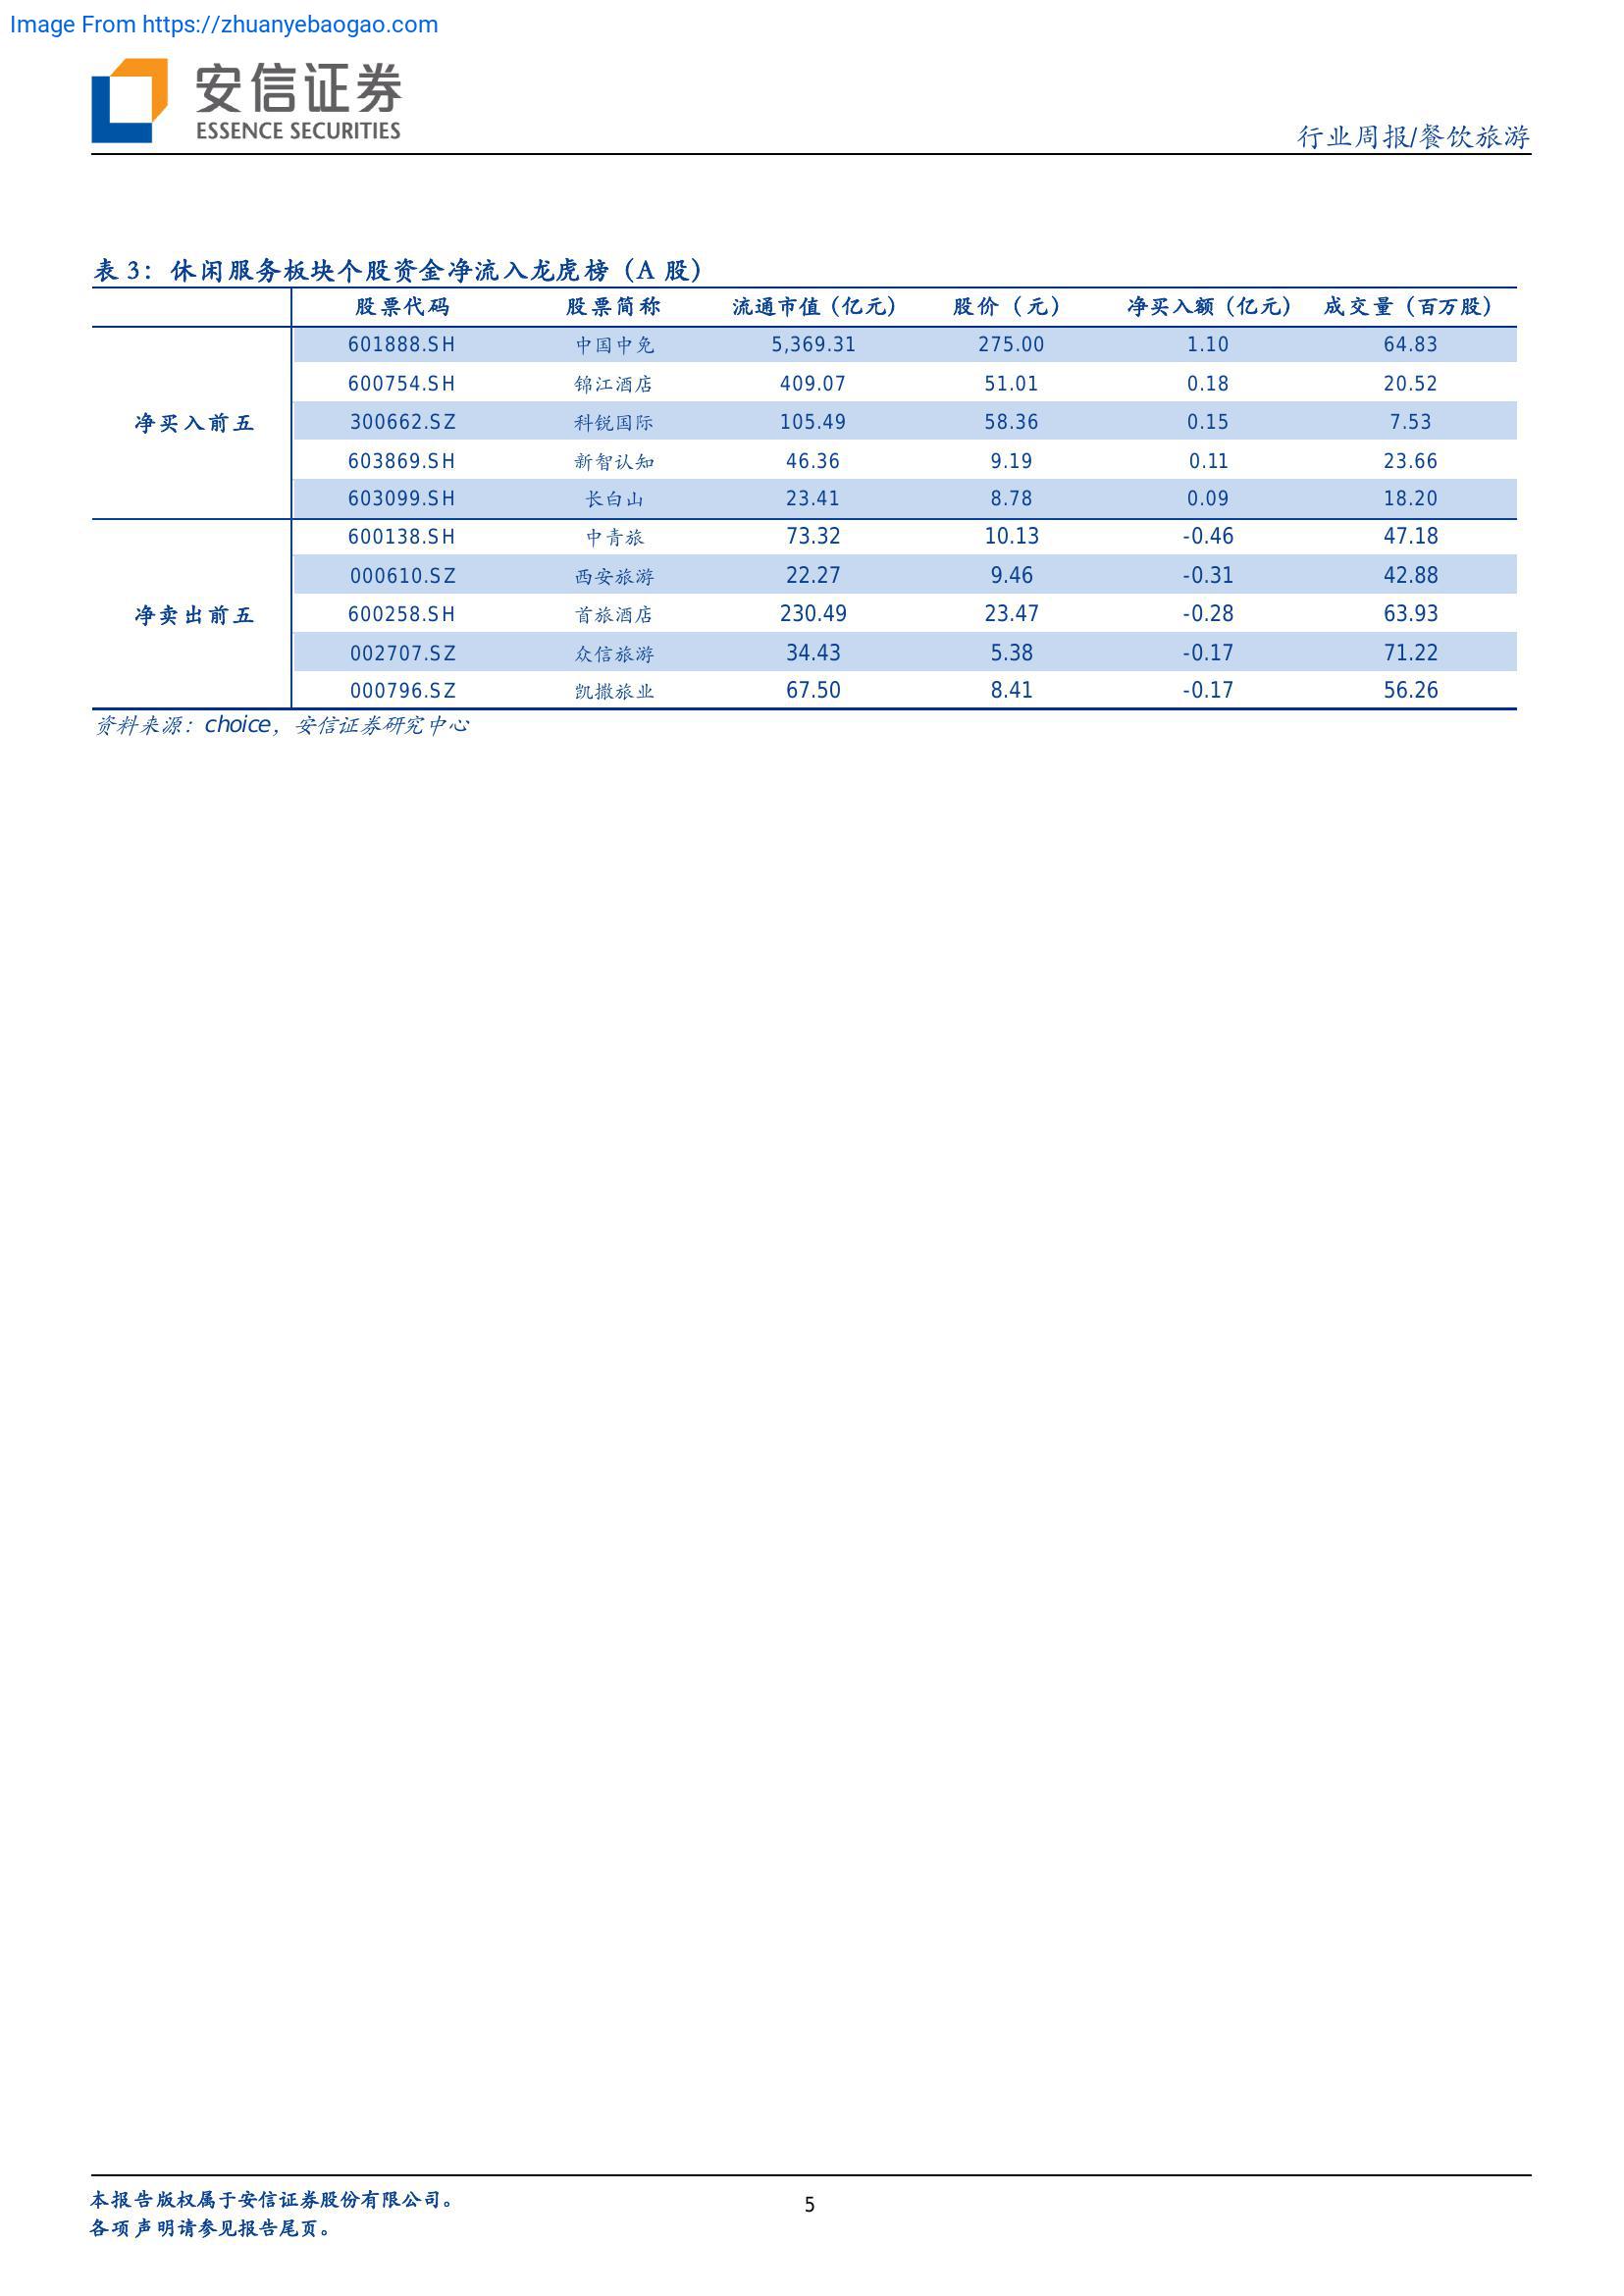 Image From https://zhuanyebaogao.com
安信证券
ESSENCE SECURITIES
行业周报/餐饮旅游
表 3：休闲服务板块个股资金净流入龙虎榜（A 股）
股票代码 股票简称 流通市值（亿元） 股价（元） 净买入额（亿元） 成交量（百万股）
601888.SH 中国中免 5,369.31 275.00 1.10 64.83
600754.SH 锦江酒店 409.07 51.01 0.18 20.52
净买入前五 300662.SZ 科锐国际 105.49 58.36 0.15 7.53
603869.SH 新智认知 46.36 9.19 0.11 23.66
603099.SH 长白山 23.41 8.78 0.09 18.20
600138.SH 中青旅 73.32 10.13 -0.46 47.18
000610.SZ 西安旅游 22.27 9.46 -0.31 42.88
净卖出前五 600258.SH 首旅酒店 230.49 23.47 -0.28 63.93
002707.SZ 众信旅游 34.43 5.38 -0.17 71.22
000796.SZ 凯撒旅业 67.50 8.41 -0.17 56.26
资料来源：choice，安信证券研究中心
本报告版权属于安信证券股份有限公司。
5
各项声明请参见报告尾页。